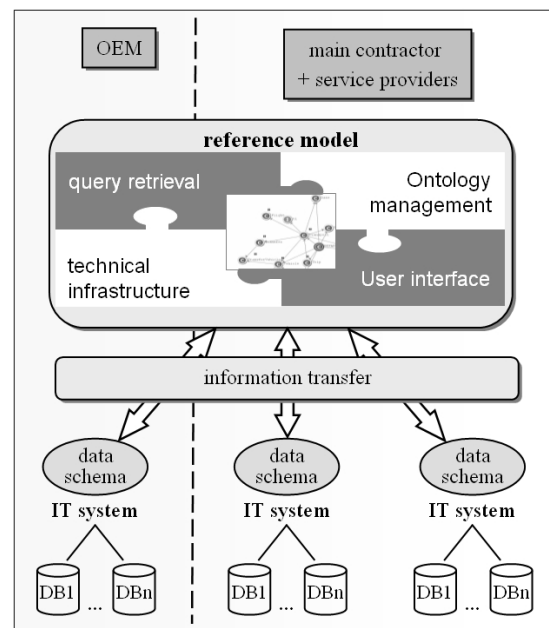 OEM
main contractor
+ service providers
reference model
query retrieval
Ontology
management
technical
infrastructure
User interface
information transfer
data
schema
data
schema
data
schema
IT system
IT system
IT system
DB1 ... DBn
DB1 ... DBn
DB1 ... DBn